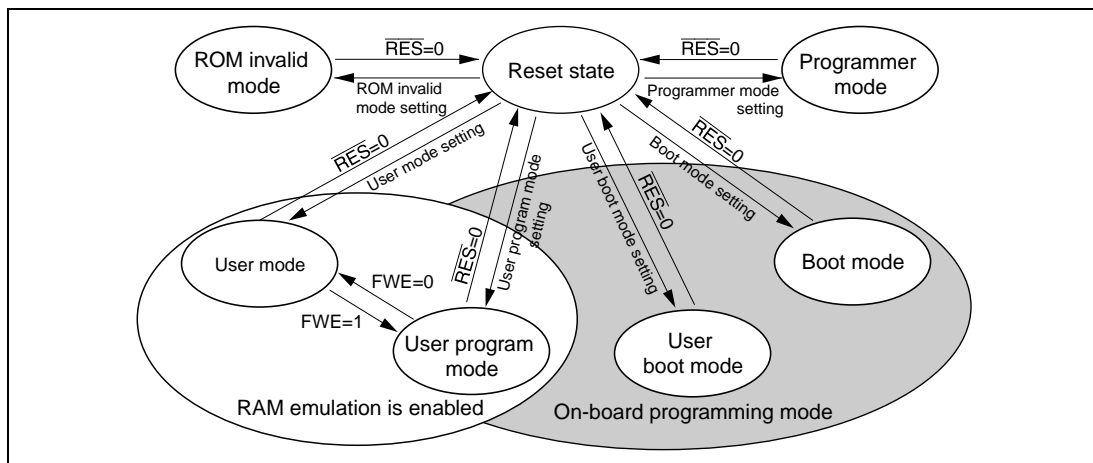 ROM invalid
mode
RES=0
ROM invalid
mode setting
Reset state
RES=0
Programmer mode
setting
Programmer
mode
RES=0
User mode setting
RES=0
User program mode
setting
User boot mode
setting
RES=0
Boot mode setting
RES=0
User mode
FWE=0
FWE=1
User program
mode
User
boot mode
Boot mode
RAM emulation is enabled
On-board programming mode